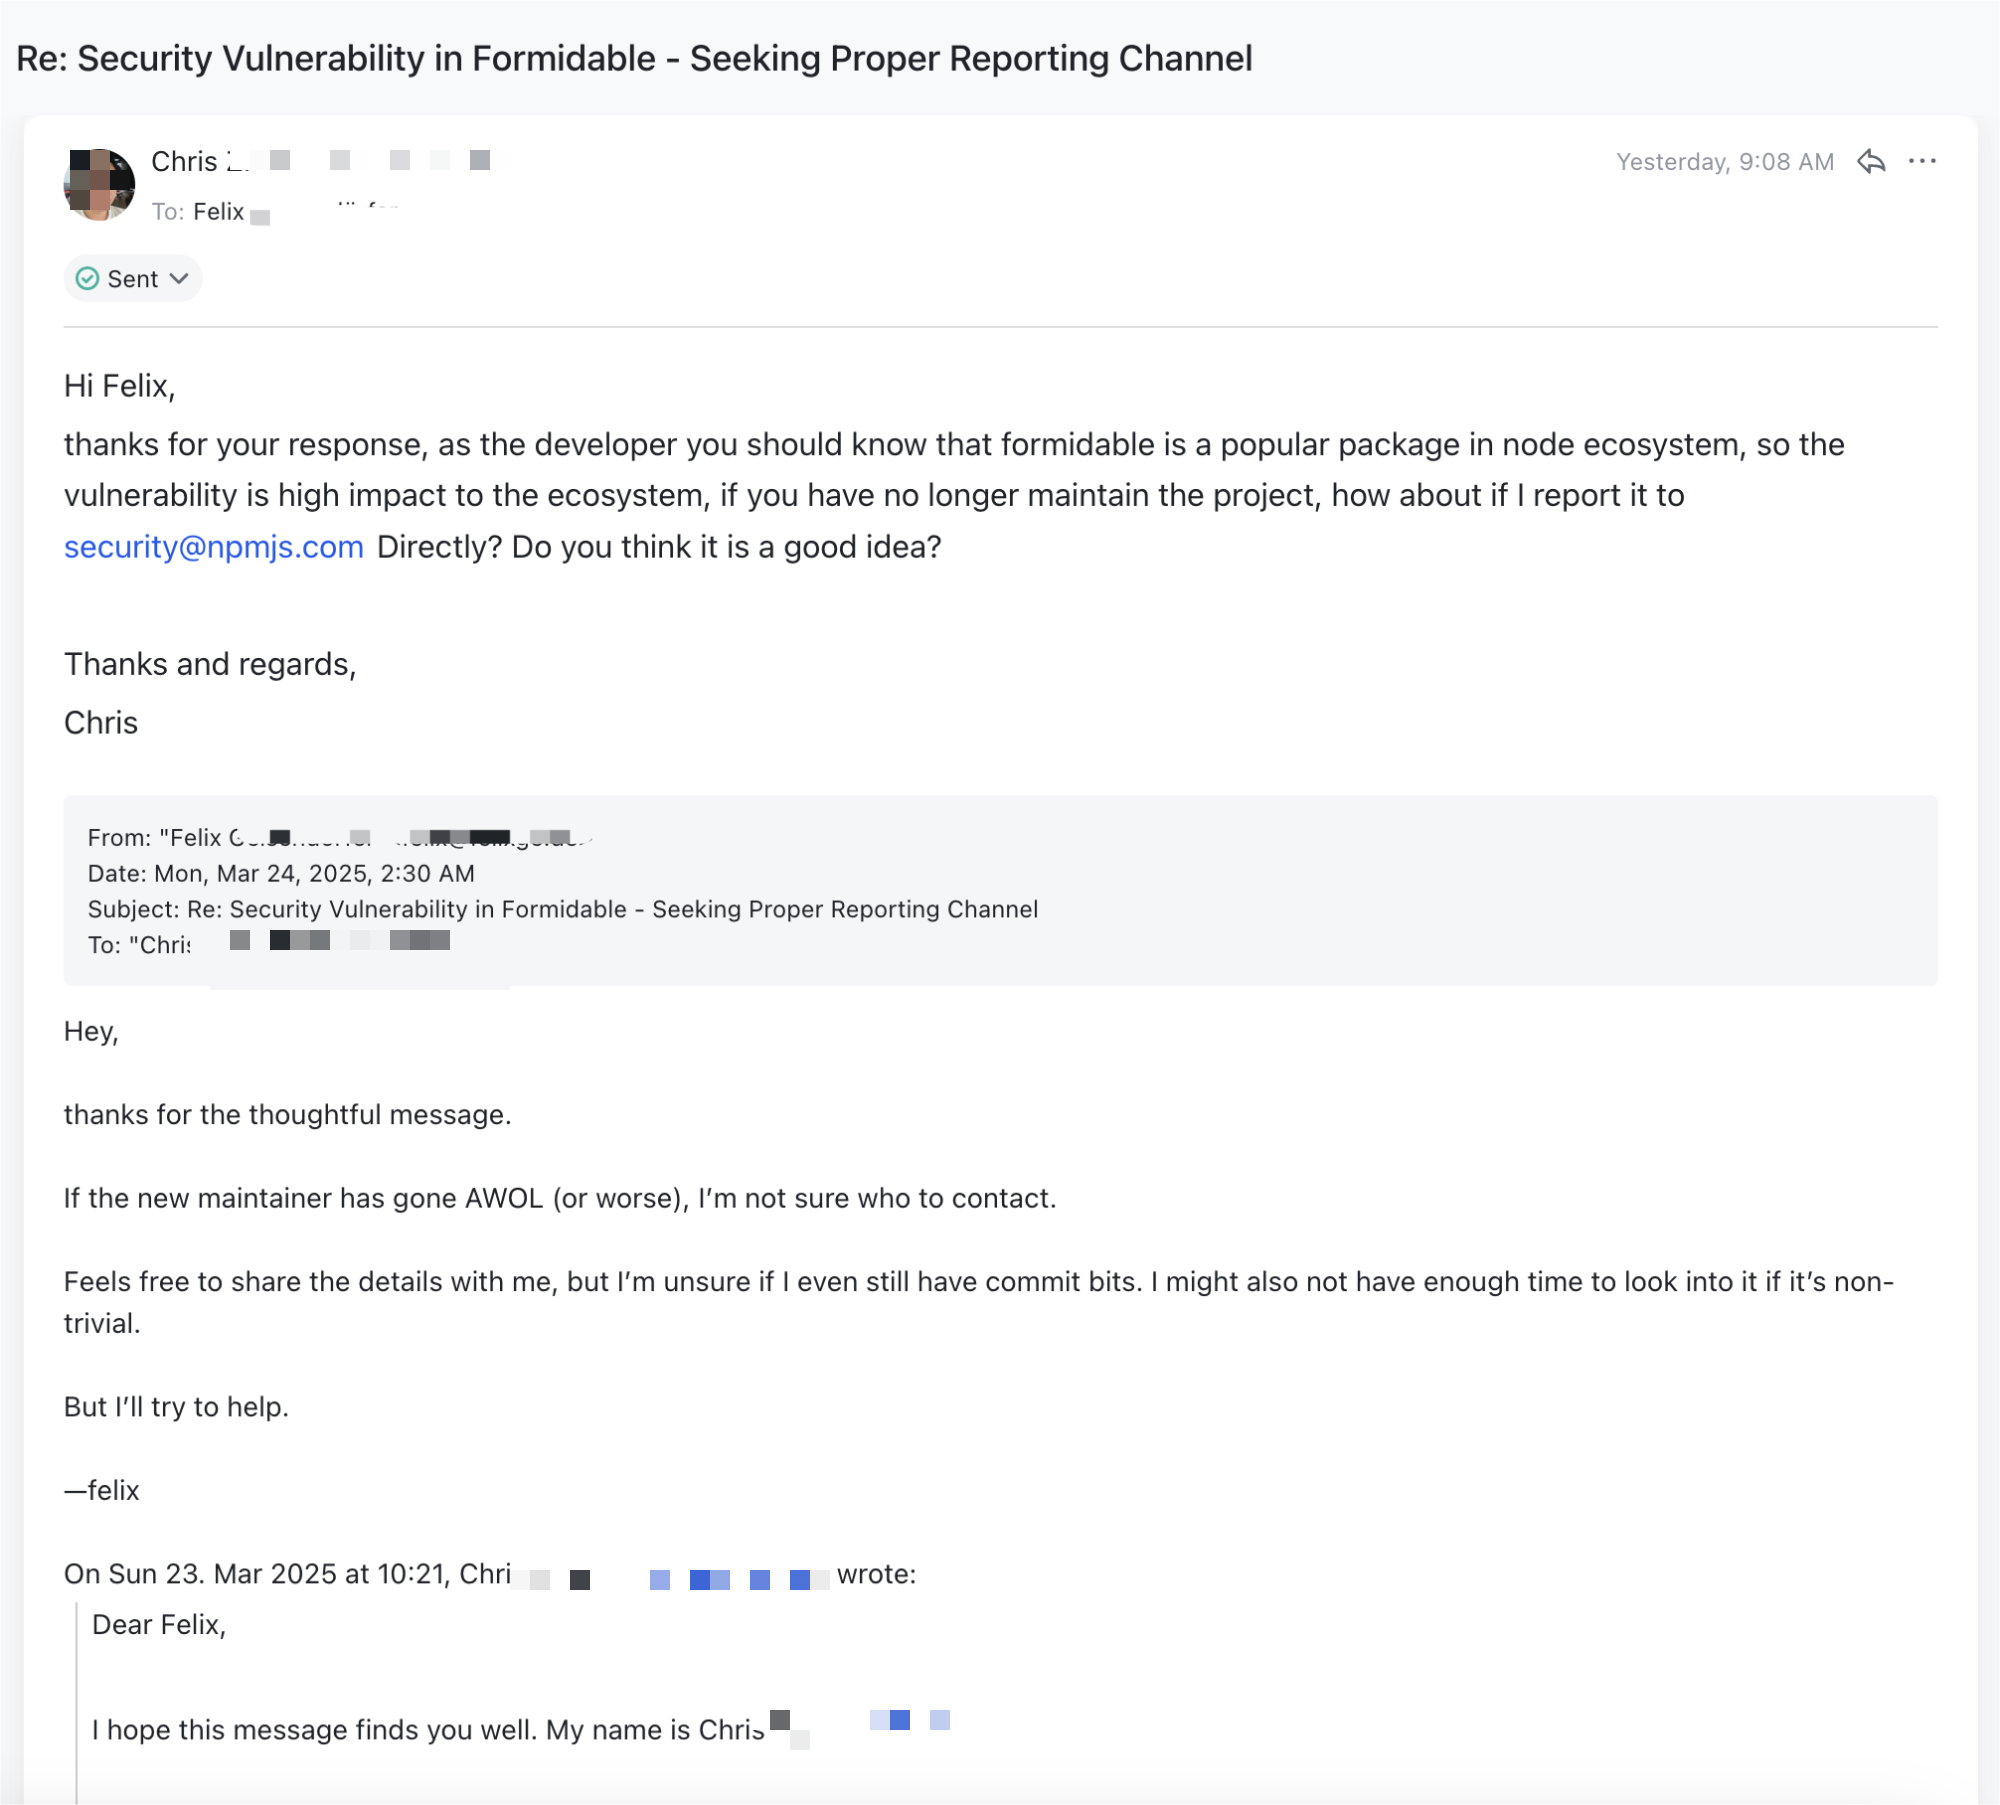 Re: Security Vulnerability in Formidable - Seeking Proper Reporting Channel
Chris
Yesterday, 9:08 AM
To: Felix
Sent
Hi Felix,
thanks for your response, as the developer you should know that formidable is a popular package in node ecosystem, so the
vulnerability is high impact to the ecosystem, if you have no longer maintain the project, how about if I report it to
security@npmjs.com Directly? Do you think it is a good idea?
Thanks and regards,
Chris
From: "Felix
Date: Mon, Mar 24, 2025, 2:30 AM
Subject: Re: Security Vulnerability in Formidable - Seeking Proper Reporting Channel
To: "Chris
Hey,
thanks for the thoughtful message.
If the new maintainer has gone AWOL (or worse), I'm not sure who to contact.
Feels free to share the details with me, but I'm unsure if I even still have commit bits. I might also not have enough time to look into it if it's non-
trivial.
But I'll try to help.
—felix
On Sun 23. Mar 2025 at 10:21, Chri wrote:
Dear Felix,
I hope this message finds you well. My name is Chris